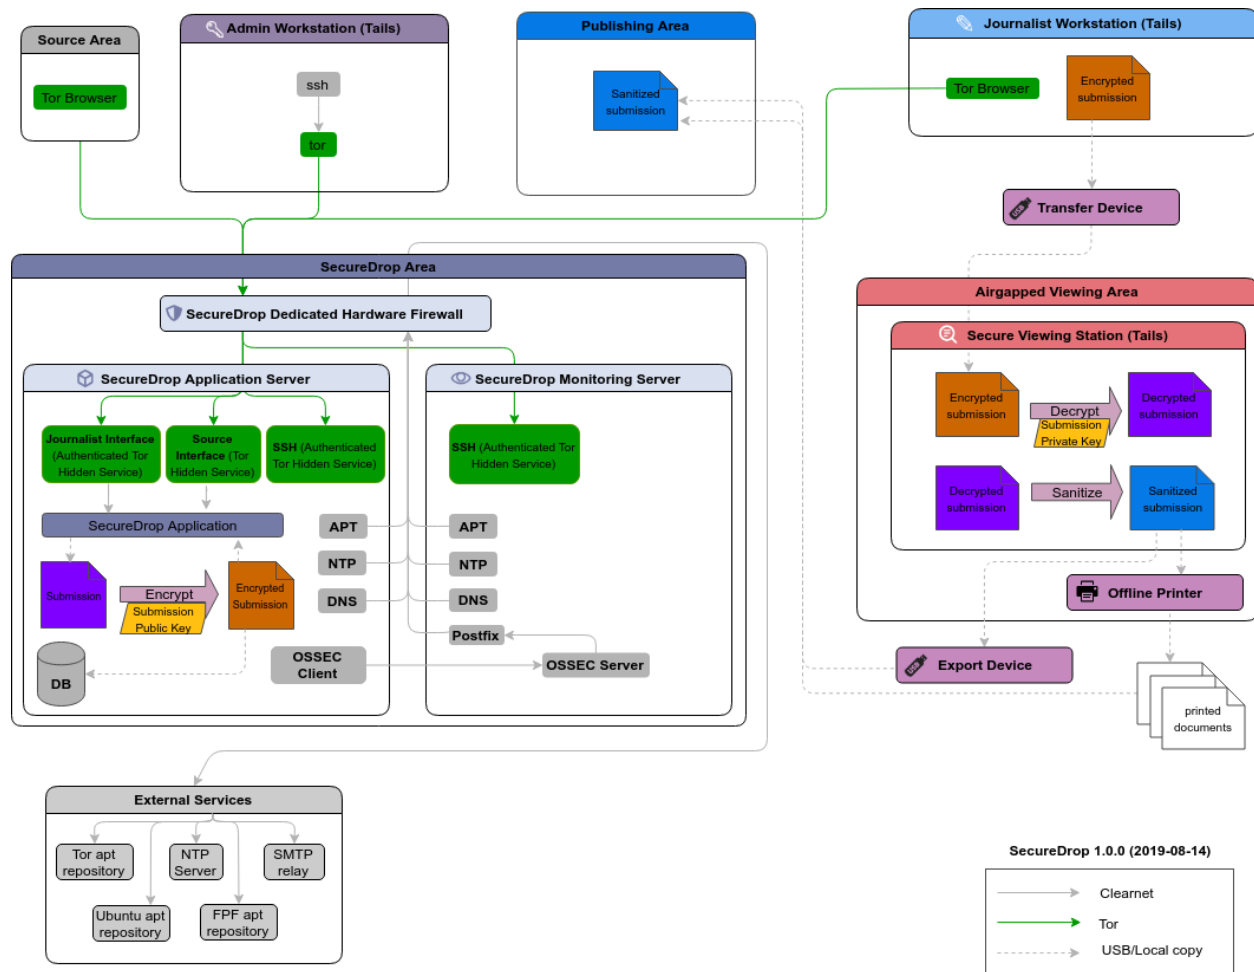 Source Area
Tor Browser
Admin Workstation (Tails)
ssh
tor
Publishing Area
Sanitized
submission
Journalist Workstation (Tails)
Tor Browser
Encrypted
submission
USB
Transfer Device
SecureDrop Area
SecureDrop Dedicated Hardware Firewall
SecureDrop Application Server
Journalist Interface
(Authenticated Tor
Hidden Service)
Source
Interface (Tor
Hidden Service)
SSH (Authenticated
Tor Hidden Service)
SecureDrop Application
Submission
Encrypt
Submission
Public Key
Encrypted
Submission
DB
APT
NTP
DNS
OSSEC
Client
SecureDrop Monitoring Server
SSH (Authenticated Tor
Hidden Service)
APT
NTP
DNS
Postfix
OSSEC Server
Airgapped Viewing Area
Secure Viewing Station (Tails)
Encrypted
submission
Decrypt
Submission
Private Key
Decrypted
submission
Decrypted
submission
Sanitize
Sanitized
submission
Offline Printer
USB
Export Device
printed
documents
External Services
Tor apt
repository
NTP
Server
SMTP
relay
Ubuntu apt
repository
FPF apt
repository
SecureDrop 1.0.0 (2019-08-14)
Clearnet
Tor
USB/Local copy